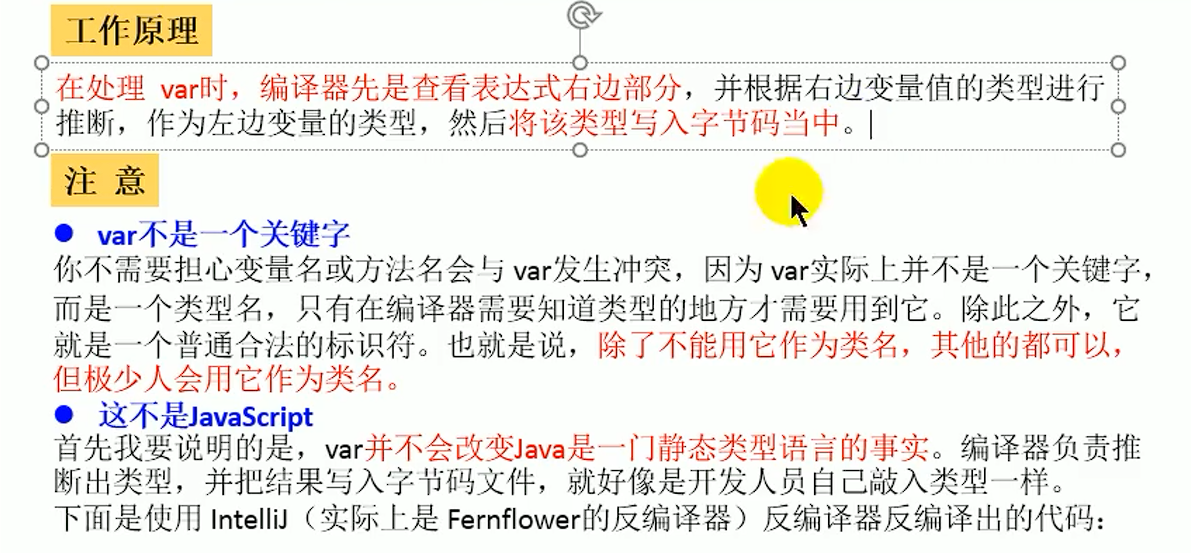 工作原理
在处理 var时，编译器先是查看表达式右边部分，并根据右边变量值的类型进行
推断，作为左边变量的类型，然后将该类型写入字节码当中。
注 意
● var不是一个关键字
你不需要担心变量名或方法名会与 var发生冲突，因为 var实际上并不是一个关键字，
而是一个类型名，只有在编译器需要知道类型的地方才需要用到它。除此之外，它
就是一个普通合法的标识符。也就是说，除了不能用它作为类名，其他的都可以，
但极少人会用它作为类名。
● 这不是JavaScript
首先我要说明的是，var并不会改变Java是一门静态类型语言的事实。编译器负责推
断出类型，并把结果写入字节码文件，就好像是开发人员自己敲入类型一样。
下面是使用 IntelliJ（实际上是 Fernflower的反编译器）反编译器反编译出的代码：